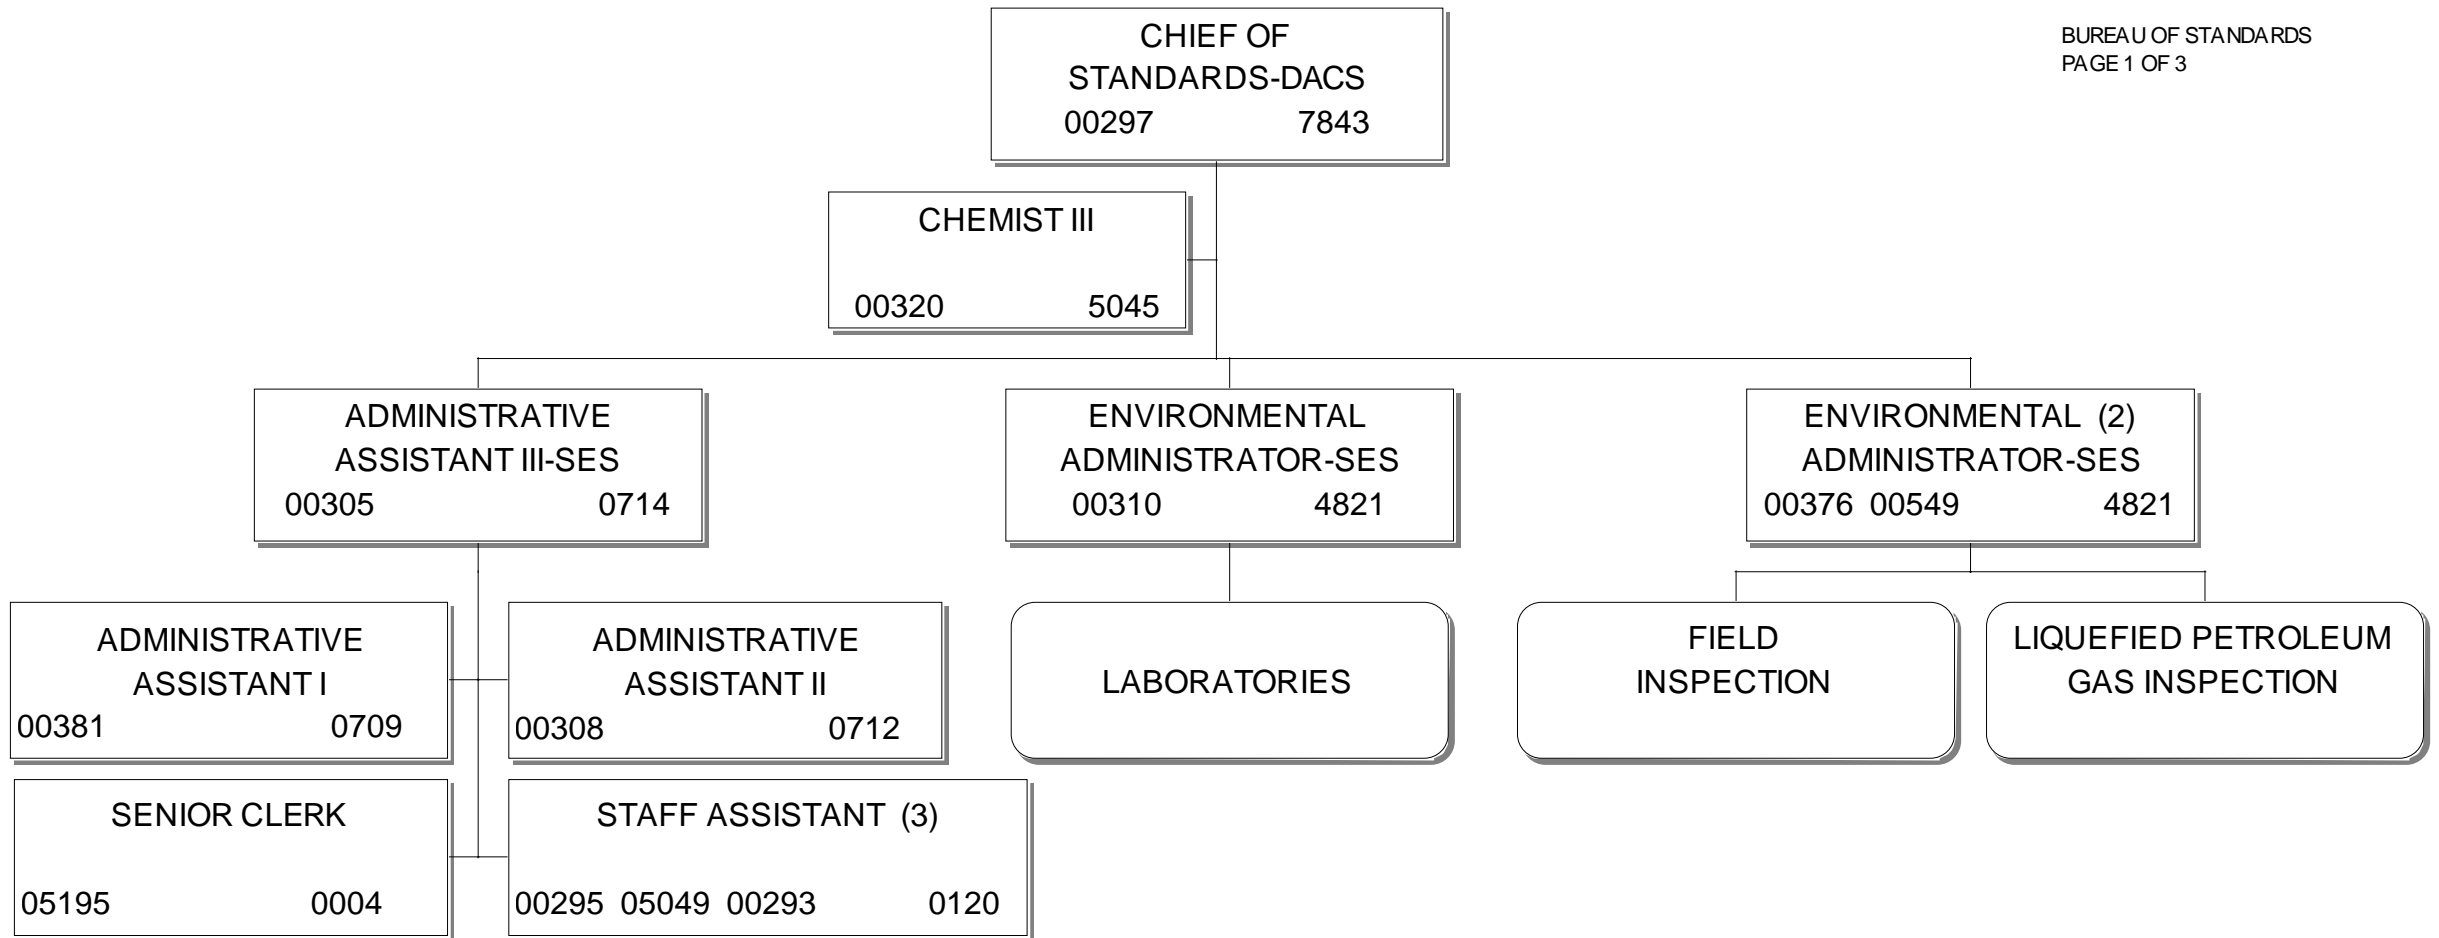 BUREAU OF STANDARDS
PAGE 1 OF 3
CHIEF OF
STANDARDS-DACS
00297 7843
CHEMIST III
00320 5045
ADMINISTRATIVE
ASSISTANT III-SES
00305 0714
ENVIRONMENTAL
ADMINISTRATOR-SES
00310 4821
ENVIRONMENTAL (2)
ADMINISTRATOR-SES
00376 00549 4821
ADMINISTRATIVE
ASSISTANT I
00381 0709
ADMINISTRATIVE
ASSISTANT II
00308 0712
LABORATORIES
FIELD
INSPECTION
LIQUEFIED PETROLEUM
GAS INSPECTION
SENIOR CLERK
05195 0004
STAFF ASSISTANT (3)
00295 05049 00293 0120